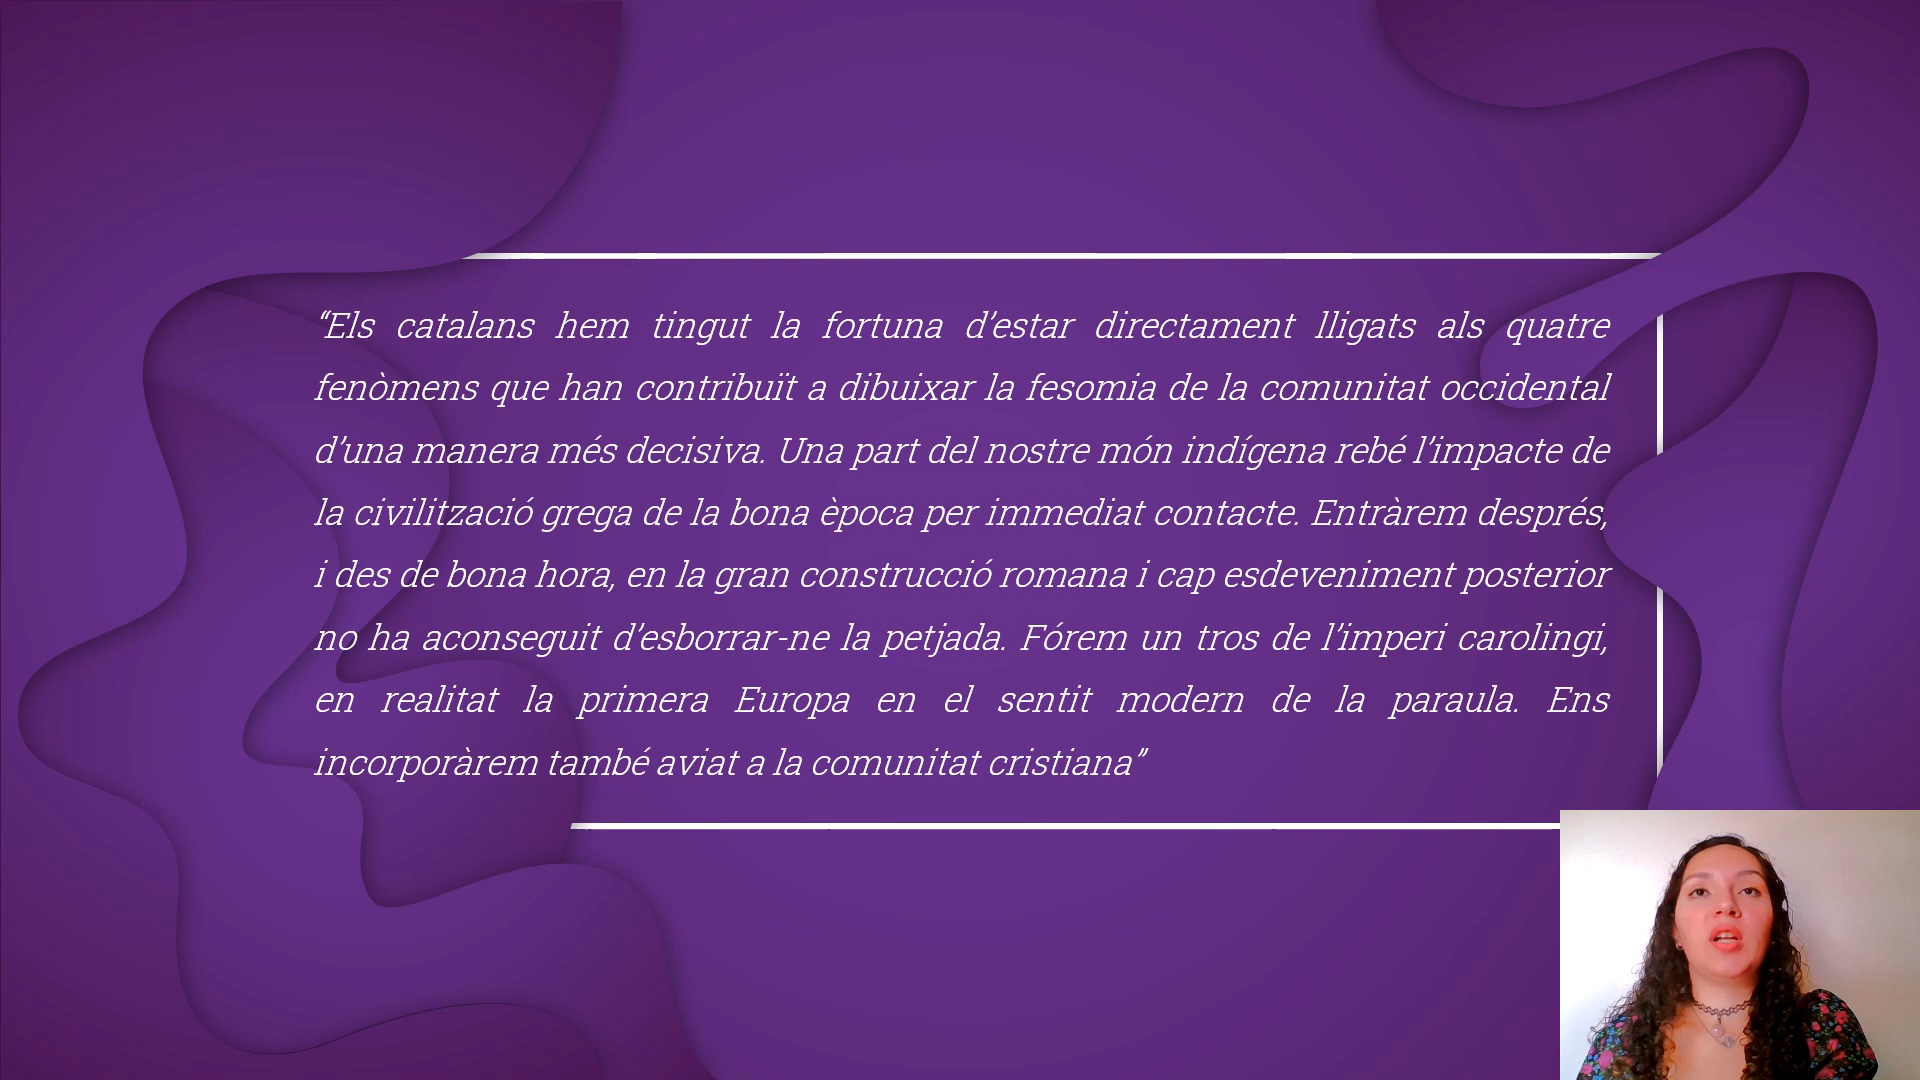 “Els catalans hem tingut la fortuna d’estar directament lligats als quatre
fenòmens que han contribuït a dibuixar la fesomia de la comunitat occidental
d’una manera més decisiva. Una part del nostre món indígena rebé l’impacte de
la civilització grega de la bona època per immediat contacte. Entràrem després,
i des de bona hora, en la gran construcció romana i cap esdeveniment posterior
no ha aconseguit d’esborrar-ne la petjada. Fórem un tros de l’imperi carolingi,
en realitat la primera Europa en el sentit modern de la paraula. Ens
incorporàrem també aviat a la comunitat cristiana”